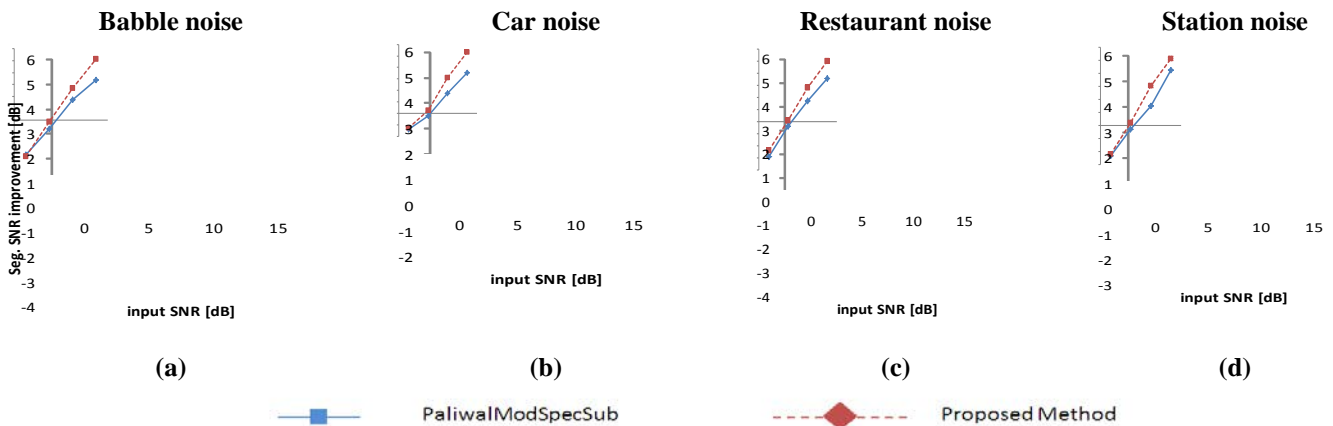 Babble noise
Car noise
Restaurant noise
Station noise
Seg. SNR improvement [dB]
6
5
4
3
2
1
0
-1
-2
-3
-4
0 5 10 15
input SNR [dB]
6
5
4
3
2
1
0
-1
-2
0 5 10 15
input SNR [dB]
6
5
4
3
2
1
0
-1
-2
-3
-4
0 5 10 15
input SNR [dB]
6
5
4
3
2
1
0
-1
-2
-3
0 5 10 15
input SNR [dB]
(a)
(b)
(c)
(d)
PaliwalModSpecSub
Proposed Method